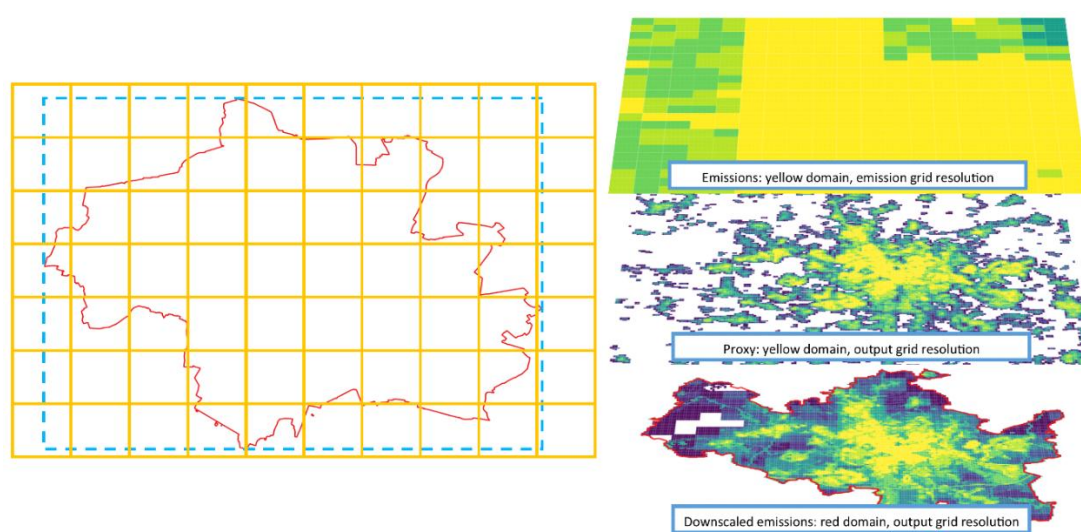 Emissions: yellow domain, emission grid resolution
Proxy: yellow domain, output grid resolution
Downscaled emissions: red domain, output grid resolution